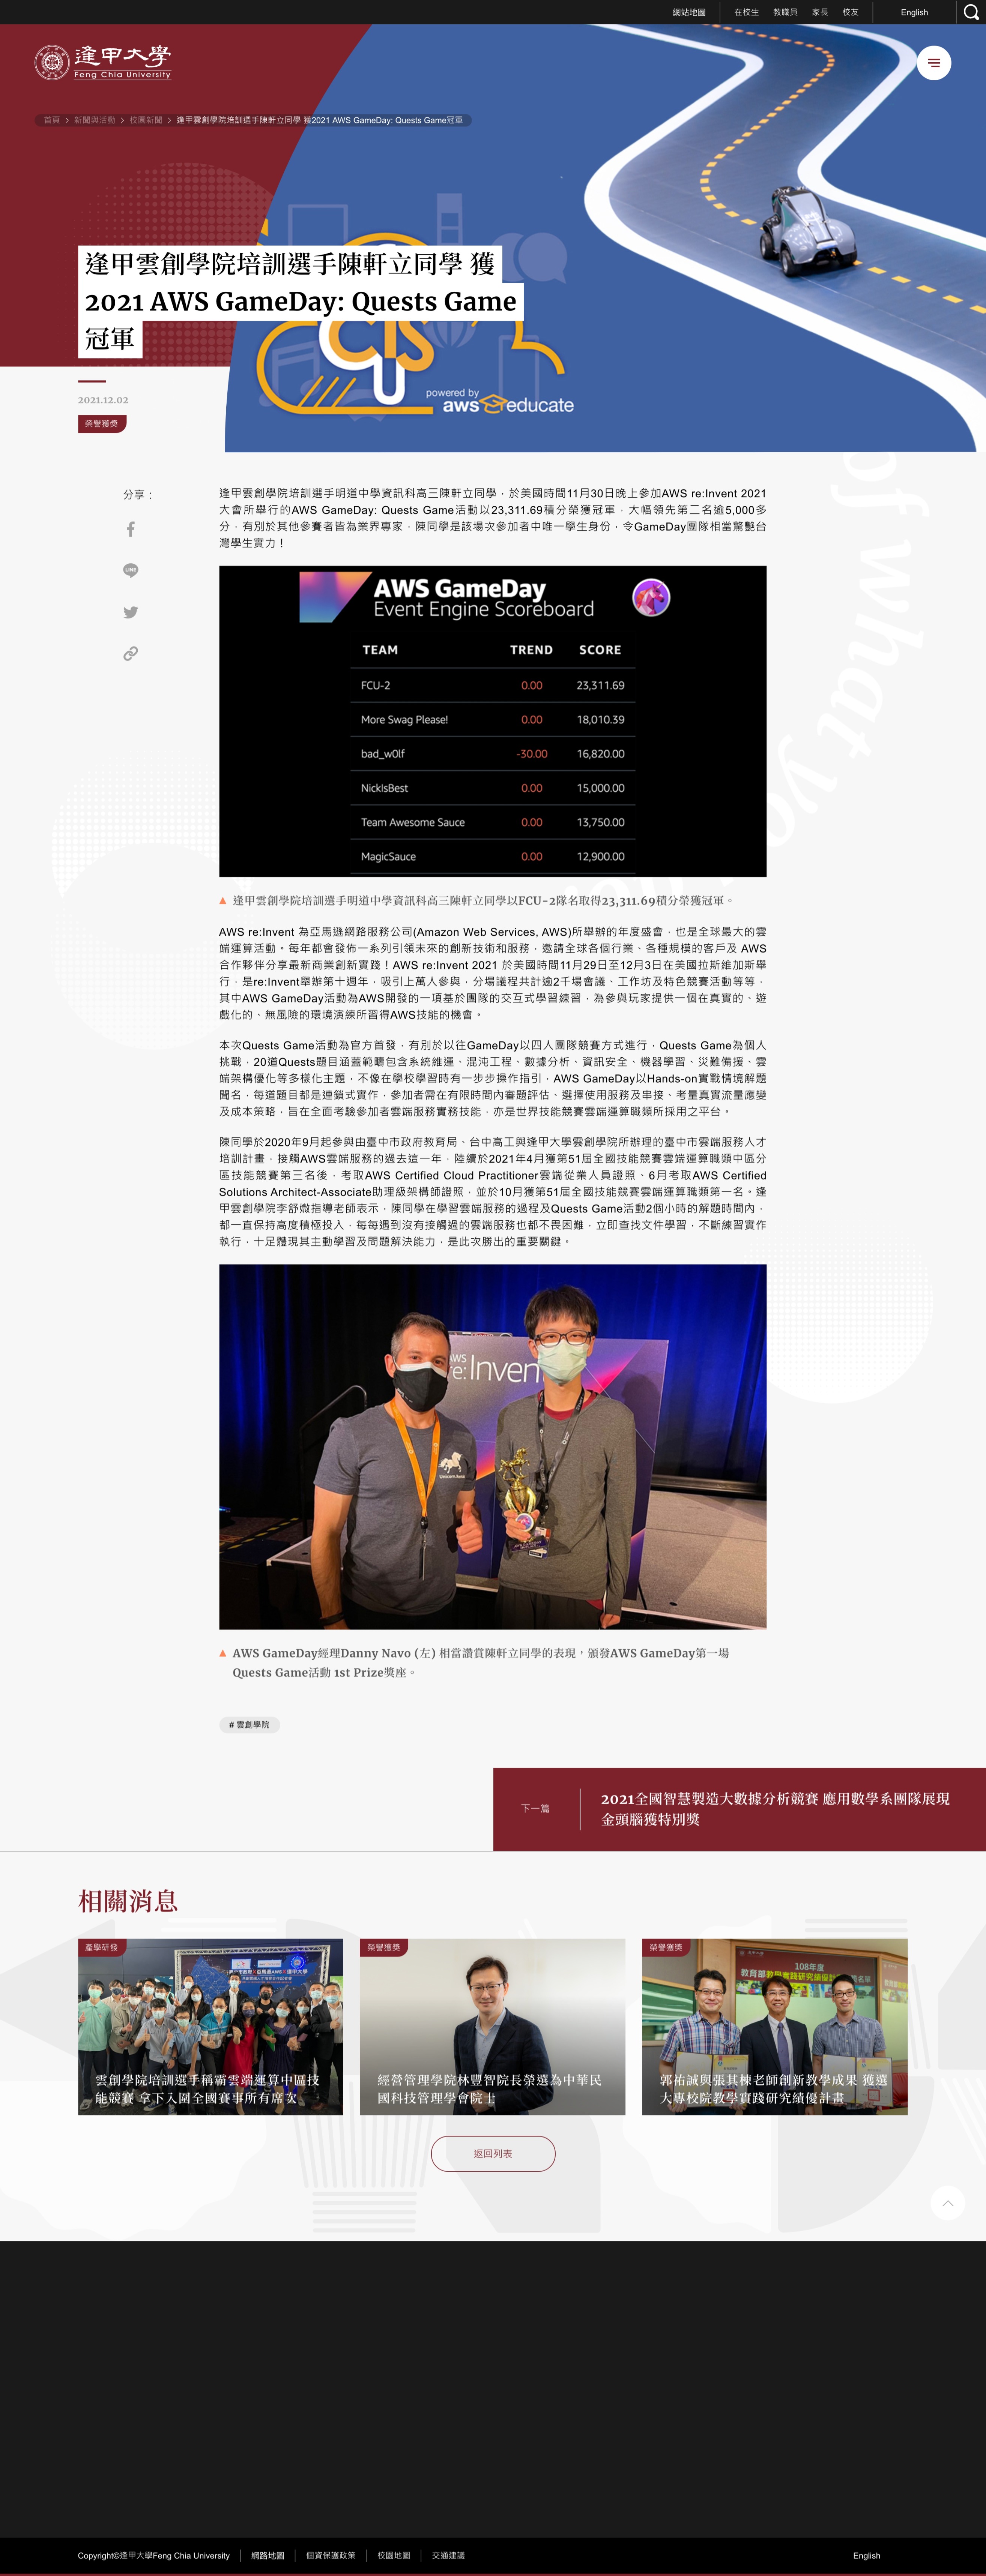 網站地圖 在校生 教職員 家長 校友 English
逢甲大學
Feng Chia University
首頁 > 新聞與活動 > 校園新聞 > 逢甲雲創學院培訓選手陳軒立同學 獲2021 AWS GameDay: Quests Game冠軍
逢甲雲創學院培訓選手陳軒立同學 獲
2021 AWS GameDay: Quests Game
冠軍
powered by
aws educate
2021.12.02
榮譽獲獎
分享：
逢甲雲創學院培訓選手明道中學資訊科高三陳軒立同學，於美國時間11月30日晚上參加AWS re:Invent 2021
大會所舉行的AWS GameDay: Quests Game活動以23,311.69積分榮獲冠軍，大幅領先第二名逾5,000多
分，有別於其他參賽者皆為業界專家，陳同學是該場次參加者中唯一學生身份，令GameDay團隊相當驚艷台
灣學生實力！
AWS GameDay
Event Engine Scoreboard
TEAM TREND SCORE
FCU-2 0.00 23,311.69
More Swag Please! 0.00 18,010.39
bad_w0lf -30.00 16,820.00
NickIsBest 0.00 15,000.00
Team Awesome Sauce 0.00 13,750.00
MagicSauce 0.00 12,900.00
▲ 逢甲雲創學院培訓選手明道中學資訊科高三陳軒立同學以FCU-2隊名取得23,311.69積分榮獲冠軍。
AWS re:Invent 為亞馬遜網路服務公司(Amazon Web Services, AWS)所舉辦的年度盛會，也是全球最大的雲
端運算活動。每年都會發佈一系列引領未來的創新技術和服務，邀請全球各個行業、各種規模的客戶及 AWS
合作夥伴分享最新商業創新實踐！AWS re:Invent 2021 於美國時間11月29日至12月3日在美國拉斯維加斯舉
行，是re:Invent舉辦第十週年，吸引上萬人參與，分場議程共計逾2千場會議、工作坊及特色競賽活動等等，
其中AWS GameDay活動為AWS開發的一項基於團隊的交互式學習練習，為參與玩家提供一個在真實的、遊
戲化的、無風險的環境演練所習得AWS技能的機會。
本次Quests Game活動為官方首發，有別於以往GameDay以四人團隊競賽方式進行，Quests Game為個人
挑戰，20道Quests題目涵蓋範疇包含系統維運、混沌工程、數據分析、資訊安全、機器學習、災難備援、雲
端架構優化等多樣化主題，不像在學校學習時有一步步操作指引，AWS GameDay以Hands-on實戰情境解題
聞名，每道題目都是連鎖式實作，參加者需在有限時間內審題評估、選擇使用服務及串接、考量真實流量應變
及成本策略，旨在全面考驗參加者雲端服務實務技能，亦是世界技能競賽雲端運算職類所採用之平台。
陳同學於2020年9月起參與由臺中市政府教育局、台中高工與逢甲大學雲創學院所辦理的臺中市雲端服務人才
培訓計畫，接觸AWS雲端服務的過去這一年，陸續於2021年4月獲第51屆全國技能競賽雲端運算職類中區分
區技能競賽第三名後，考取AWS Certified Cloud Practitioner雲端從業人員證照、6月考取AWS Certified
Solutions Architect-Associate助理級架構師證照，並於10月獲第51屆全國技能競賽雲端運算職類第一名。逢
甲雲創學院李舒媺指導老師表示，陳同學在學習雲端服務的過程及Quests Game活動2個小時的解題時間內，
都一直保持高度積極投入，每每遇到沒有接觸過的雲端服務也都不畏困難，立即查找文件學習，不斷練習實作
執行，十足體現其主動學習及問題解決能力，是此次勝出的重要關鍵。
aws
re:Invent
▲ AWS GameDay經理Danny Navo (左) 相當讚賞陳軒立同學的表現，頒發AWS GameDay第一場
Quests Game活動 1st Prize獎座。
# 雲創學院
下一篇
2021全國智慧製造大數據分析競賽 應用數學系團隊展現
金頭腦獲特別獎
相關消息
產學研發
雲創學院培訓選手稱霸雲端運算中區技
能競賽 拿下入圍全國賽事所有席次
榮譽獲獎
經營管理學院林豐智院長榮選為中華民
國科技管理學會院士
榮譽獲獎
108年度
郭祐誠與張其棟老師創新教學成果 獲選
大專校院教學實踐研究績優計畫
返回列表
Copyright©逢甲大學Feng Chia University 網路地圖 個資保護政策 校園地圖 交通建議 English